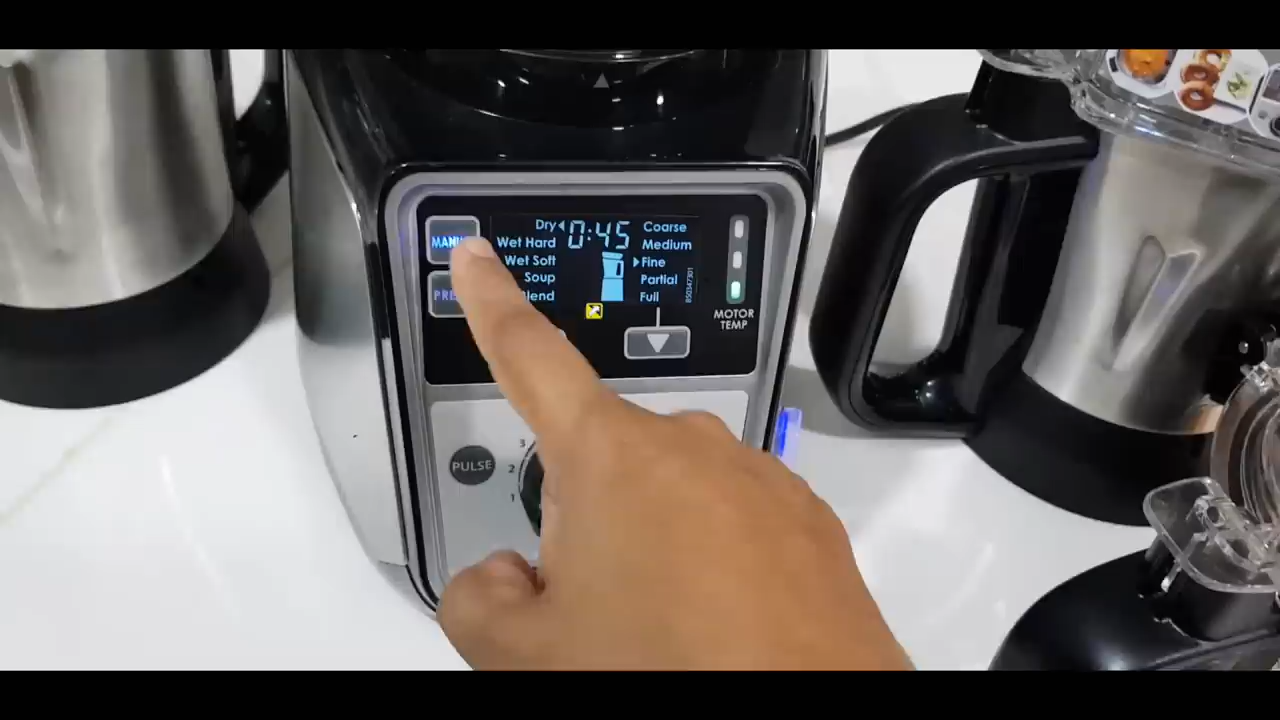 Dry 0:45 Coarse
Wet Hard Medium
Wet Soft Fine
Soup Partial
Full
850347301
MOTOR
TEMP
PULSE
3
2
1